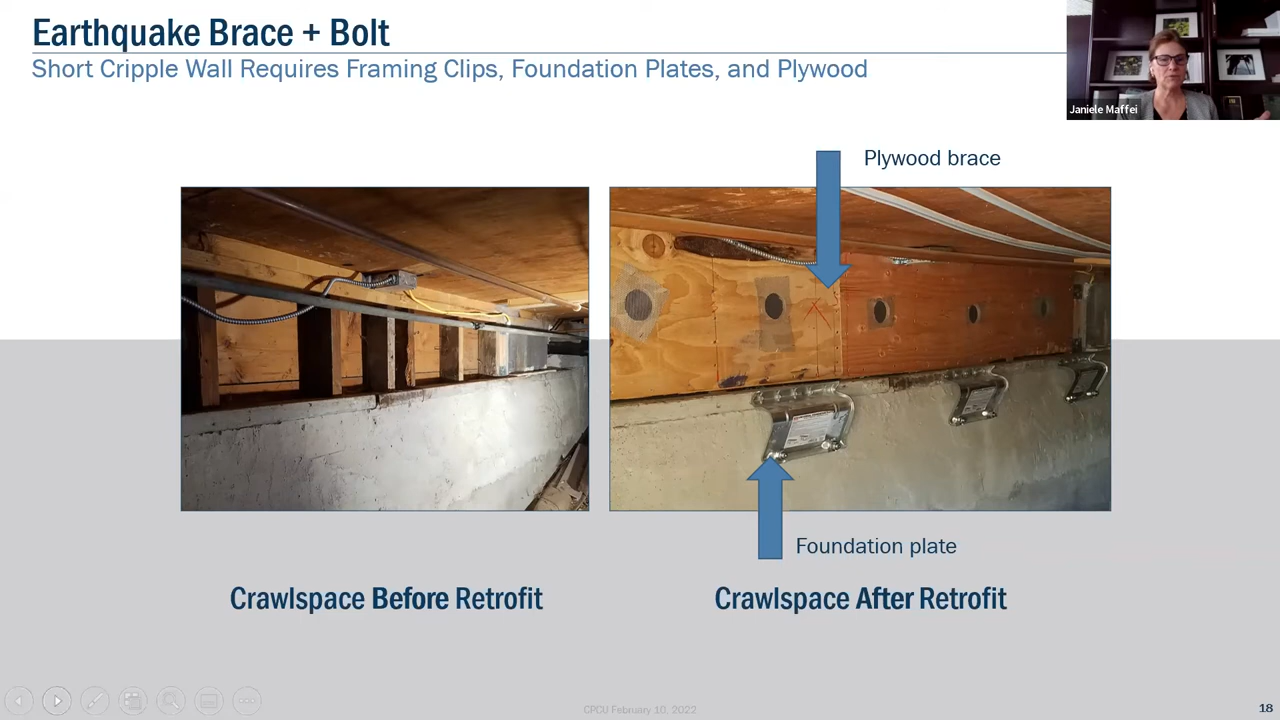 Earthquake Brace + Bolt
Short Cripple Wall Requires Framing Clips, Foundation Plates, and Plywood
Janiele Maffei
Plywood brace
Foundation plate
Crawlspace Before Retrofit
Crawlspace After Retrofit
CPCU February 10, 2022
18